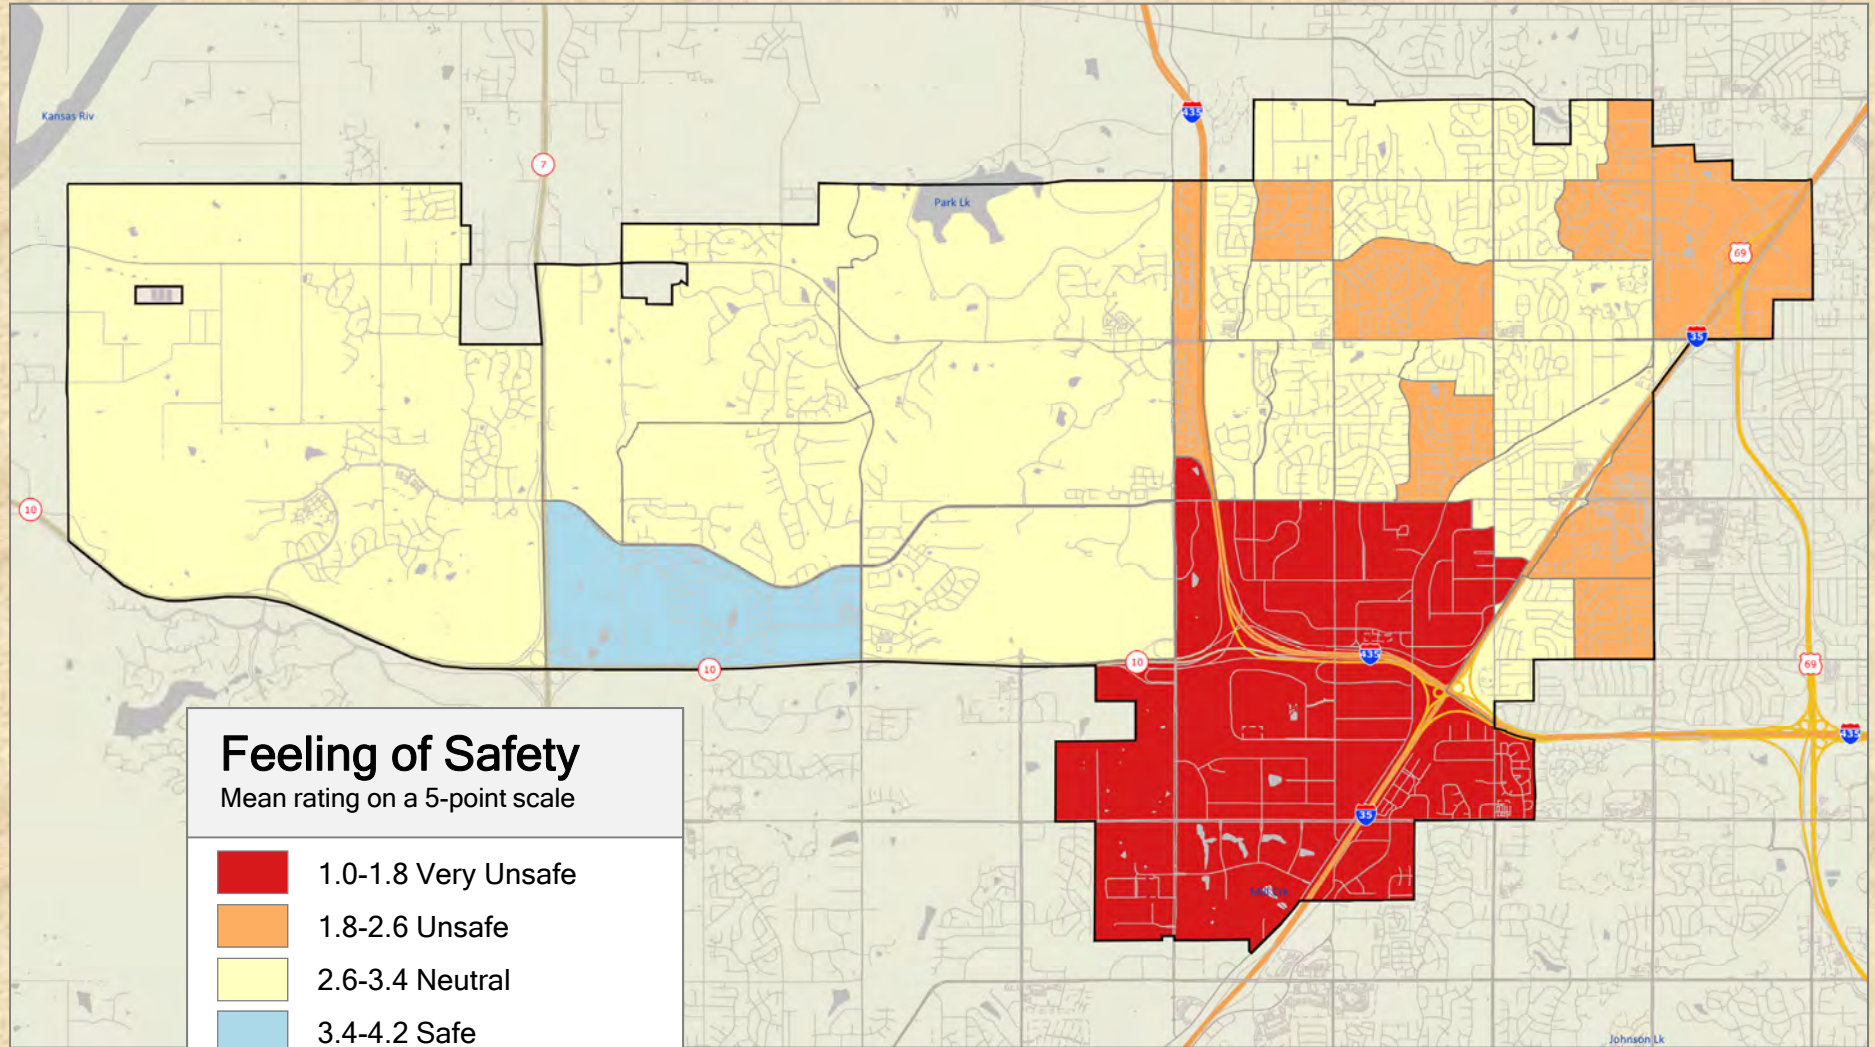 Kansas Riv
435
7
Park Lk
69
35
10
435
10
10
69
435
35
Johnson Lk
Feeling of Safety
Mean rating on a 5-point scale
1.0-1.8 Very Unsafe
1.8-2.6 Unsafe
2.6-3.4 Neutral
3.4-4.2 Safe